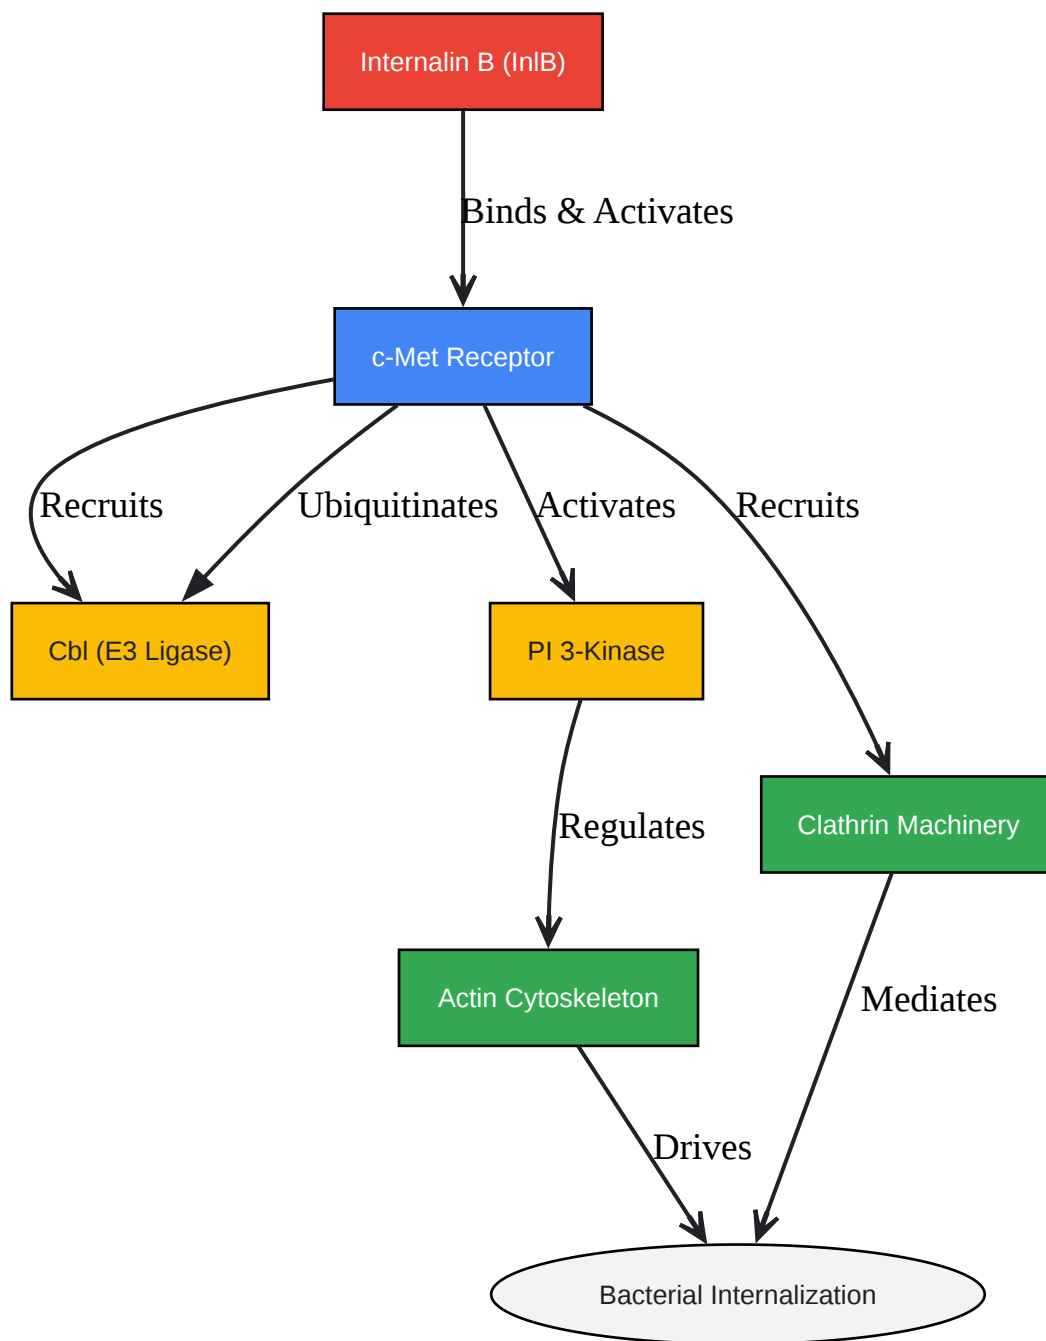 Internalin B (InlB)
Binds & Activates
c-Met Receptor
Recruits
Ubiquitinates
Activates
Recruits
Cbl (E3 Ligase)
PI 3-Kinase
Regulates
Clathrin Machinery
Actin Cytoskeleton
Mediates
Drives
Bacterial Internalization